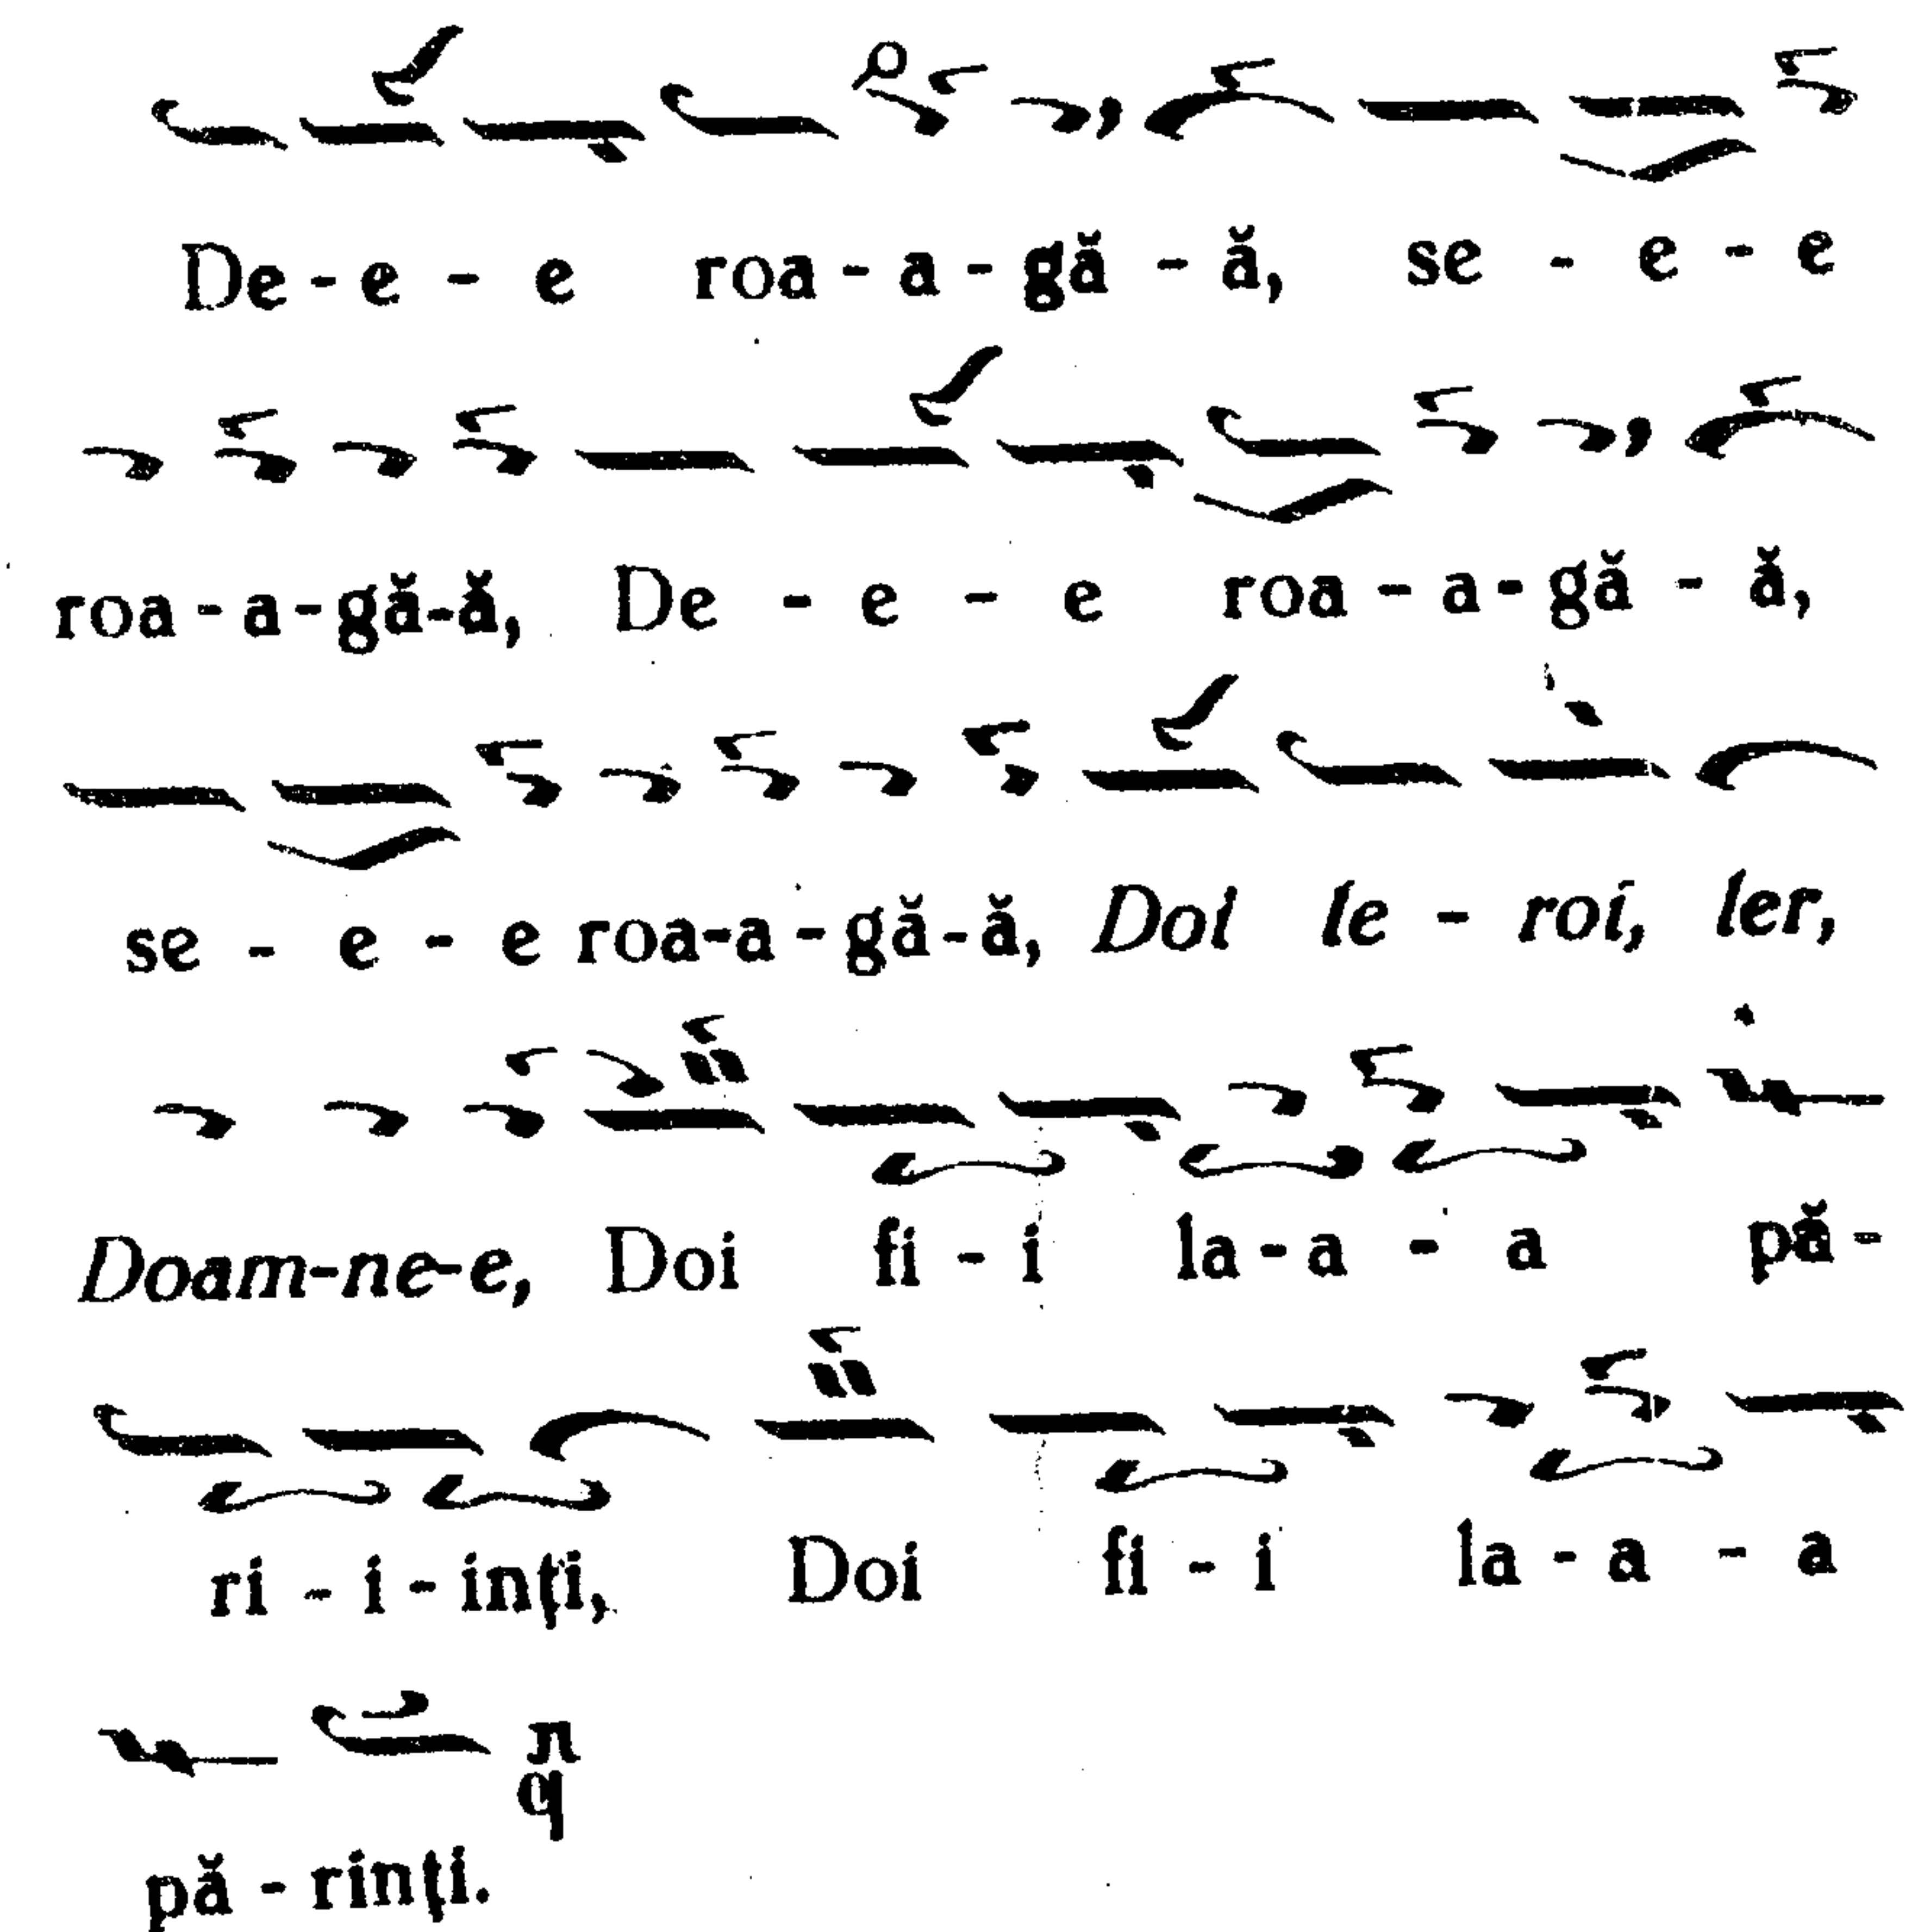 De - e - e roa - a - gă - ă, se - e - e
roa - a - gă - ă, De - e - e roa - a - gă - ă,
se - e - e roa - a - gă - ă, Doi le - roi, ler,
Doam - ne - e, Doi fi - i la - a - a pă -
ri - i - inți, Doi fi - i la - a - a
π
q
pă - rinți.